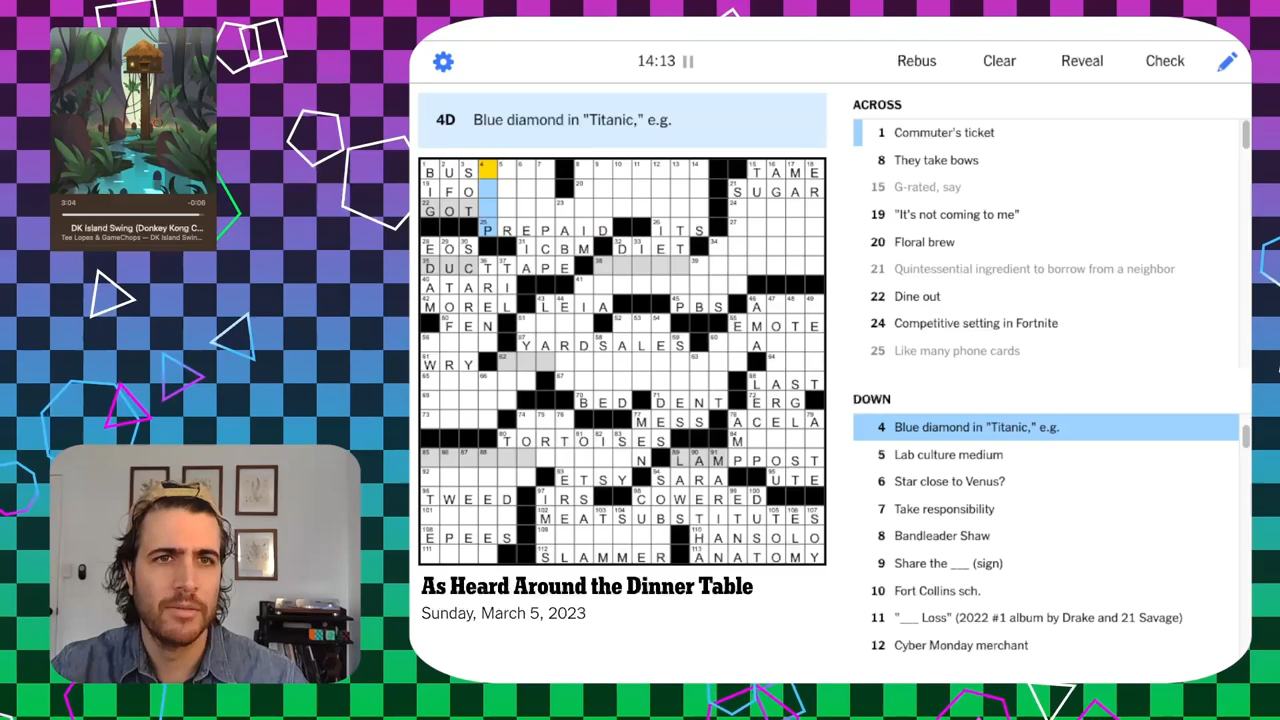 14:13
Rebus
Clear
Reveal
Check
4D Blue diamond in "Titanic," e.g.
ACROSS
1 Commuter's ticket
8 They take bows
15 G-rated, say
19 "It's not coming to me"
20 Floral brew
21 Quintessential ingredient to borrow from a neighbor
22 Dine out
24 Competitive setting in Fortnite
25 Like many phone cards
DOWN
4 Blue diamond in "Titanic," e.g.
5 Lab culture medium
6 Star close to Venus?
7 Take responsibility
8 Bandleader Shaw
9 Share the ___ (sign)
10 Fort Collins sch.
11 "___ Loss" (2022 #1 album by Drake and 21 Savage)
12 Cyber Monday merchant
BUS TAME
IFO SUGAR
GOT
PREPAID ITS
EOS ICBM DIET
DUCTTAPE
ATARI
MOREL LEIA PBS A
FEN EMOTE
YARDSALES A
WRY
LAST
BED DENT ERG
MESS ACELA
TORTOISES M
N LAMPPOST
ETSY SARA UTE
TWEED IRS COWERED
MEATSUBSTITUTES
EPEES HANSOLO
SLAMMER ANATOMY
As Heard Around the Dinner Table
Sunday, March 5, 2023
3:04
-0:06
DK Island Swing (Donkey Kong C...
Tee Lopes & GameChops — DK Island Swin...